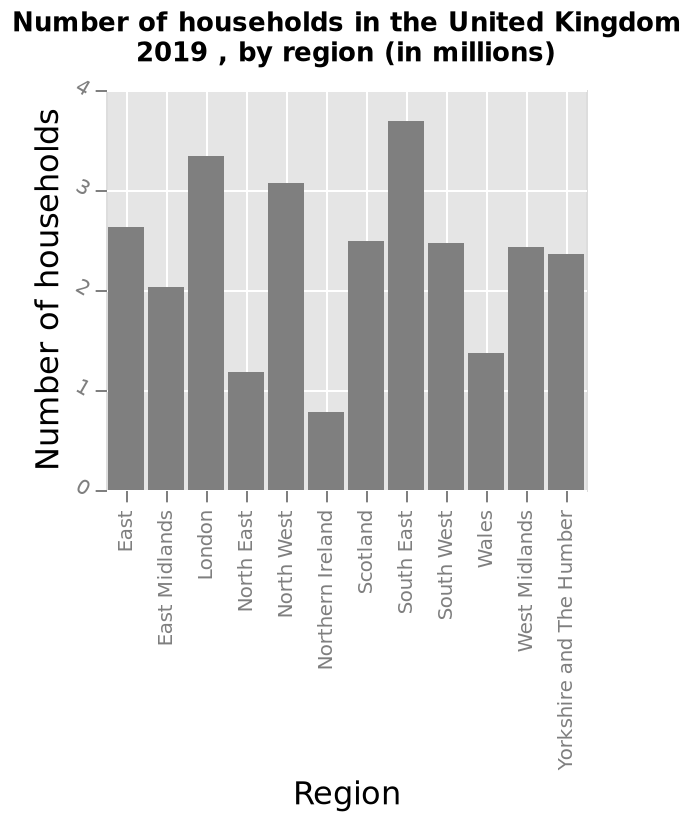 Number of households in the United Kingdom
2019 , by region (in millions)
Number of households
4
3
2
1
0
East
East Midlands
London
North East
North West
Northern Ireland
Scotland
South East
South West
Wales
West Midlands
Yorkshire and The Humber
Region